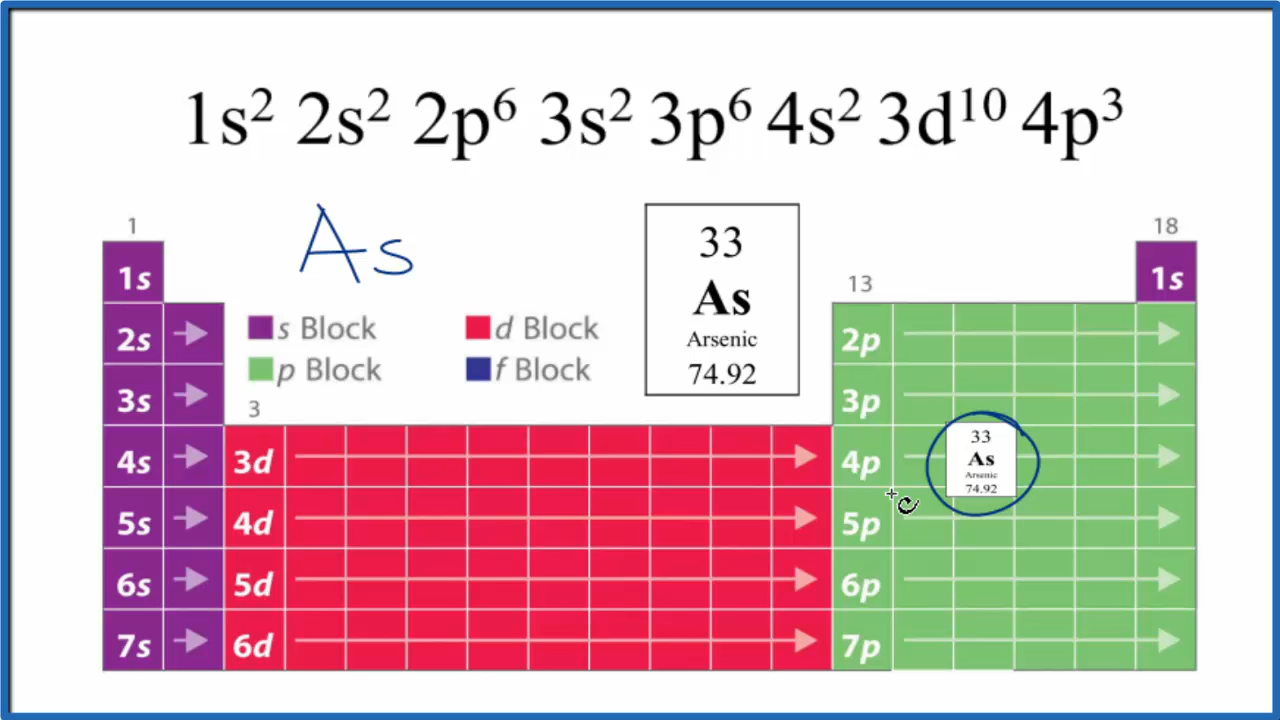 1s² 2s² 2p⁶ 3s² 3p⁶ 4s² 3d¹⁰ 4p³
As
33
As
Arsenic
74.92
1
18
1s
1s
13
s Block
d Block
2s
2p
p Block
f Block
3s
3
3p
4s
3d
4p
33
As
Arsenic
74.92
5s
4d
5p
6s
5d
6p
7s
6d
7p